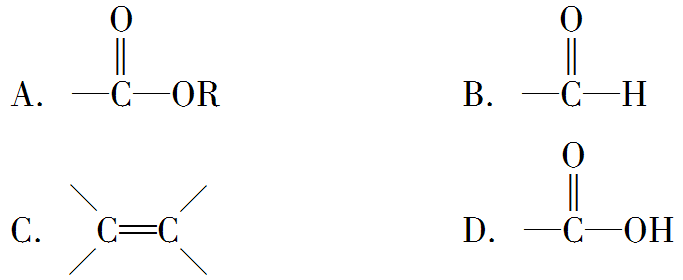 O O
A. —C—OR B. —C—H
O
C. C=C D. —C—OH